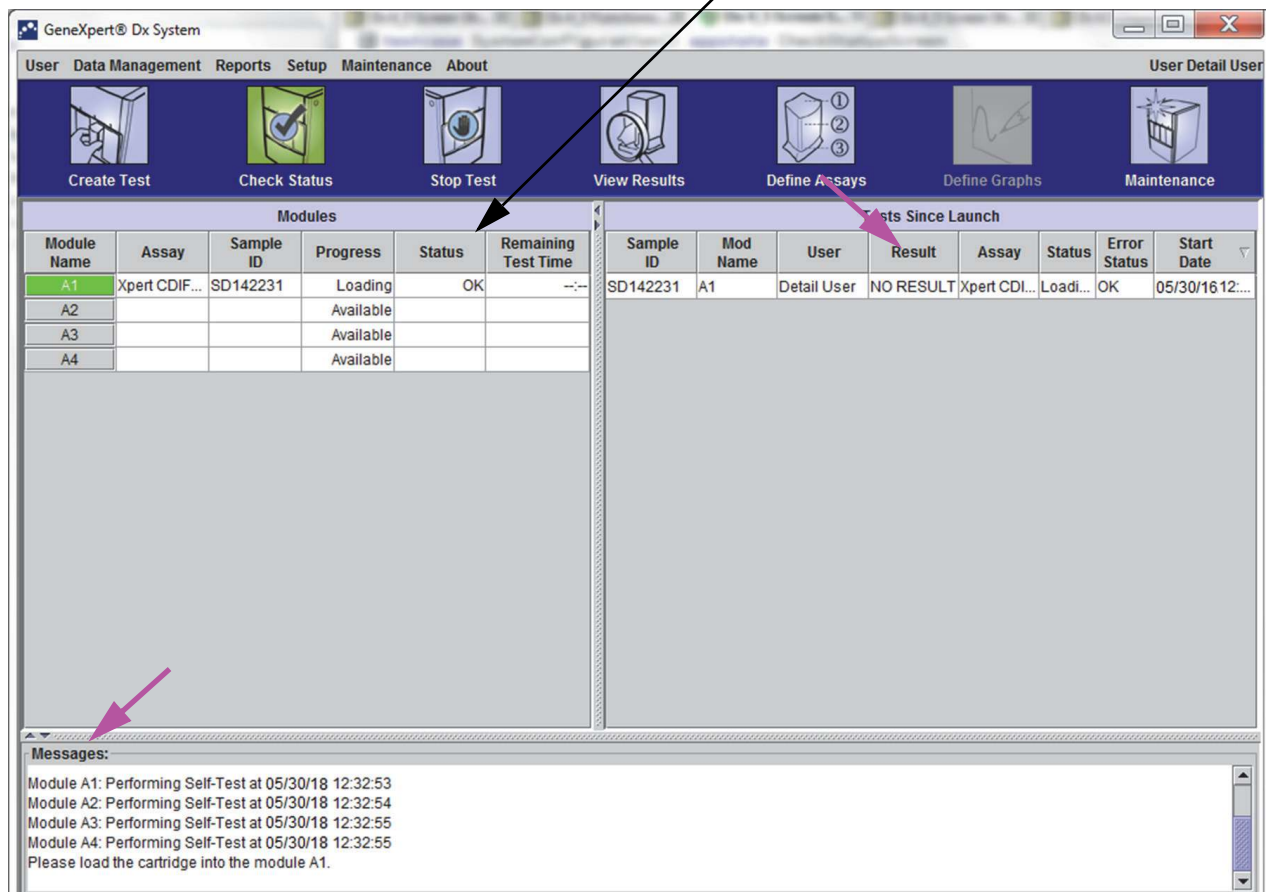 GeneXpert® Dx System
User Data Management Reports Setup Maintenance About User Detail User
Create Test Check Status Stop Test View Results Define Assays Define Graphs Maintenance
Modules
Module Name Assay Sample ID Progress Status Remaining Test Time
A1 Xpert CDIF... SD142231 Loading OK --:--
A2 Available
A3 Available
A4 Available
Tests Since Launch
Sample ID Mod Name User Result Assay Status Error Status Start Date
SD142231 A1 Detail User NO RESULT Xpert CDI... Loadi... OK 05/30/16 12:...
Messages:
Module A1: Performing Self-Test at 05/30/18 12:32:53
Module A2: Performing Self-Test at 05/30/18 12:32:54
Module A3: Performing Self-Test at 05/30/18 12:32:55
Module A4: Performing Self-Test at 05/30/18 12:32:55
Please load the cartridge into the module A1.